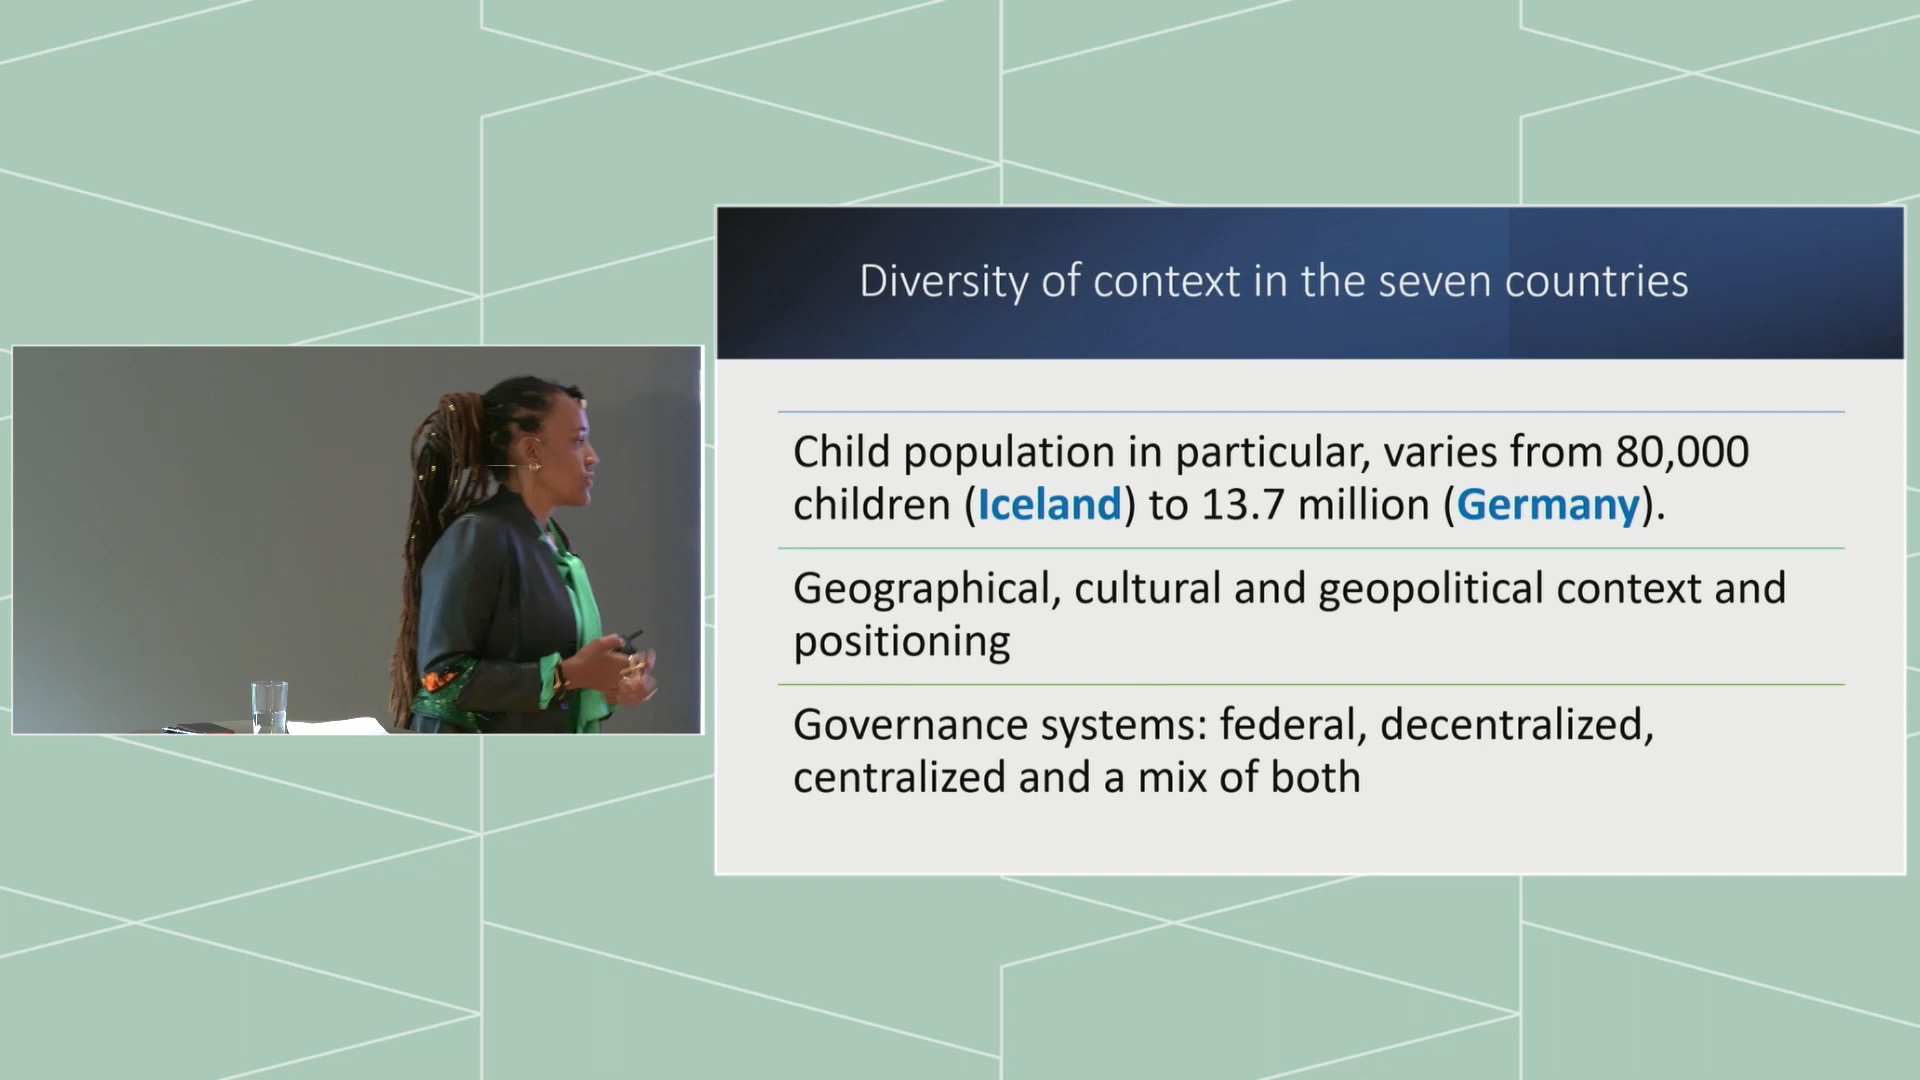 Diversity of context in the seven countries
Child population in particular, varies from 80,000
children (Iceland) to 13.7 million (Germany).
Geographical, cultural and geopolitical context and
positioning
Governance systems: federal, decentralized,
centralized and a mix of both